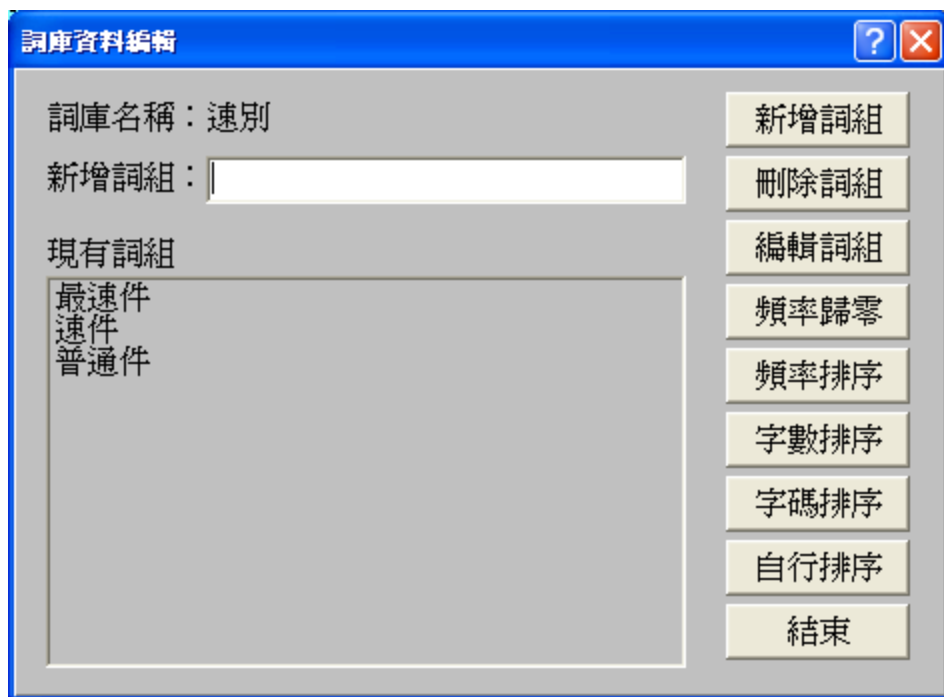 詞庫資料編輯
詞庫名稱：速別
新增詞組：
現有詞組
最速件
速件
普通件
新增詞組
刪除詞組
編輯詞組
頻率歸零
頻率排序
字數排序
字碼排序
自行排序
結束